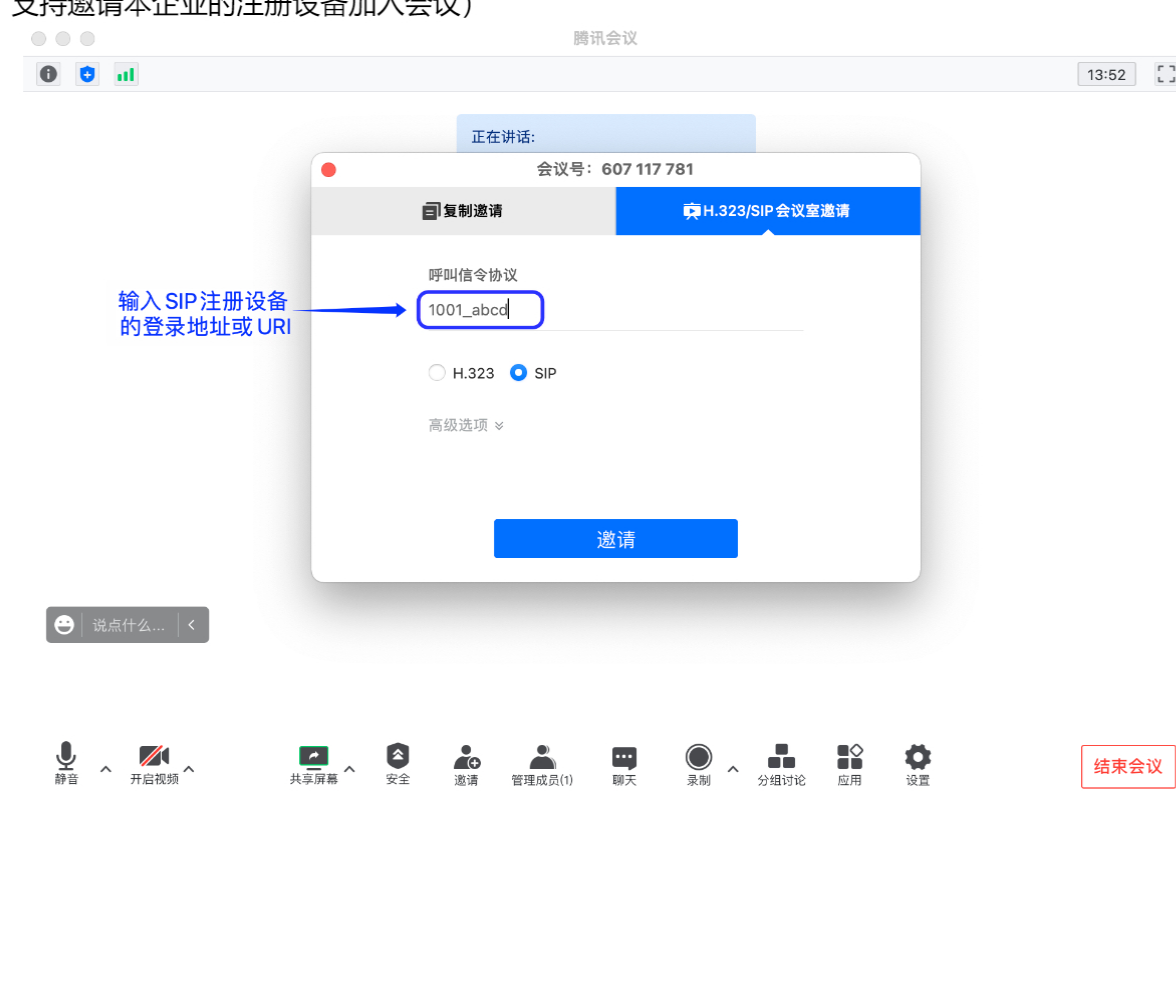 支持邀请本企业的注册设备加入会议）
腾讯会议
13:52
正在讲话:
会议号：607 117 781
复制邀请
H.323/SIP 会议室邀请
呼叫信令协议
输入 SIP 注册设备
的登录地址或 URI
1001_abcd
H.323
SIP
高级选项
邀请
说点什么...
静音
开启视频
共享屏幕
安全
邀请
管理成员(1)
聊天
录制
分组讨论
应用
设置
结束会议